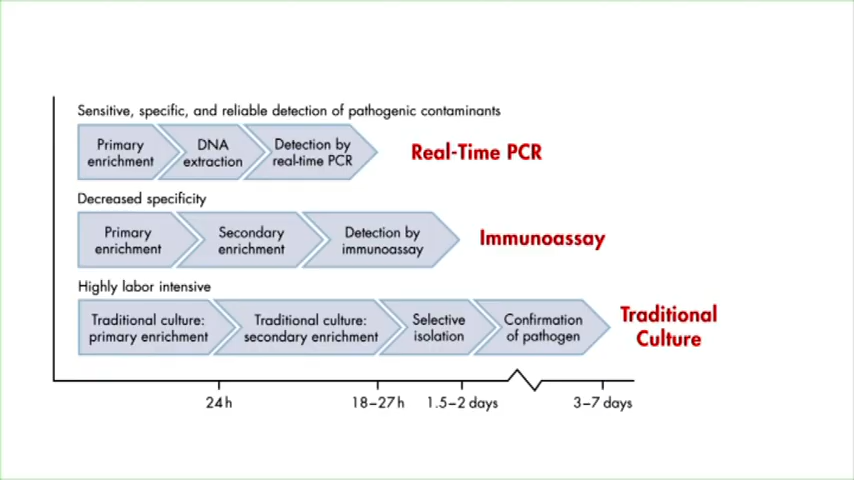 Sensitive, specific, and reliable detection of pathogenic contaminants
Primary
enrichment
DNA
extraction
Detection by
real-time PCR
Real-Time PCR
Decreased specificity
Primary
enrichment
Secondary
enrichment
Detection by
immunoassay
Immunoassay
Highly labor intensive
Traditional culture:
primary enrichment
Traditional culture:
secondary enrichment
Selective
isolation
Confirmation
of pathogen
Traditional
Culture
24 h
18–27 h
1.5–2 days
3–7 days